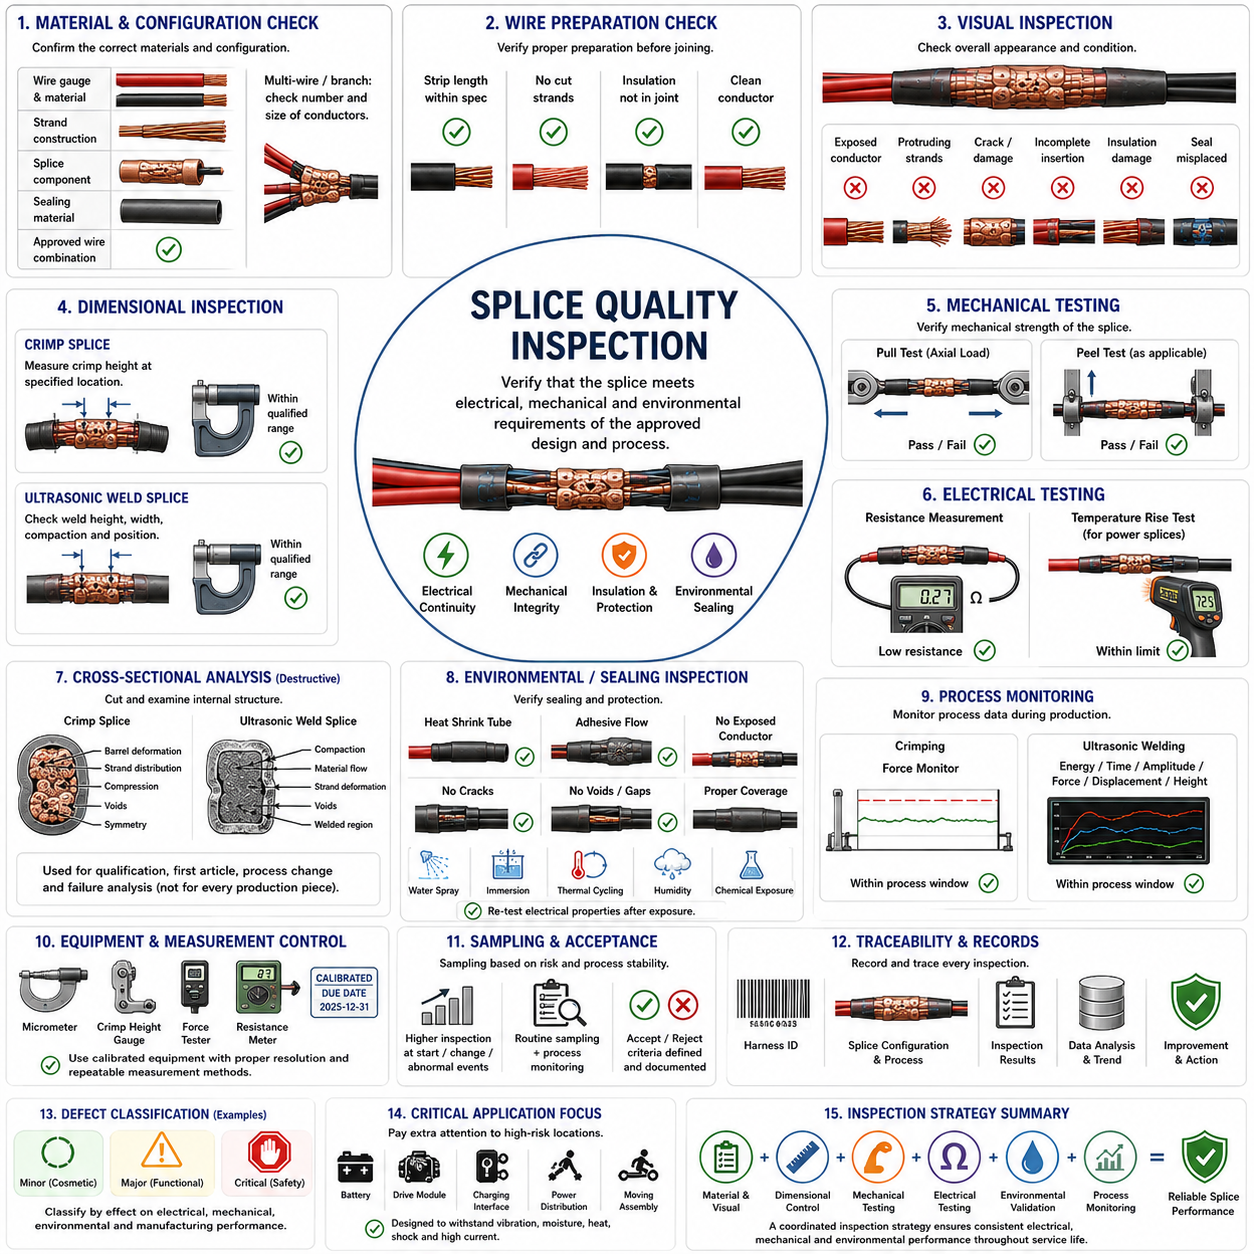 1. MATERIAL & CONFIGURATION CHECK
Confirm the correct materials and configuration.
Wire gauge
& material
Strand
construction
Splice
component
Sealing
material
Approved wire
combination
Multi-wire / branch:
check number and
size of conductors.
2. WIRE PREPARATION CHECK
Verify proper preparation before joining.
Strip length
within spec
No cut
strands
Insulation
not in joint
Clean
conductor
3. VISUAL INSPECTION
Check overall appearance and condition.
Exposed
conductor
Protruding
strands
Crack /
damage
Incomplete
insertion
Insulation
damage
Seal
misplaced
SPLICE QUALITY
INSPECTION
Verify that the splice meets
electrical, mechanical and environmental
requirements of the approved
design and process.
Electrical
Continuity
Mechanical
Integrity
Insulation &
Protection
Environmental
Sealing
4. DIMENSIONAL INSPECTION
CRIMP SPLICE
Measure crimp height at
specified location.
Within
qualified
range
ULTRASONIC WELD SPLICE
Check weld height, width,
compaction and position.
Within
qualified
range
5. MECHANICAL TESTING
Verify mechanical strength of the splice.
Pull Test (Axial Load)
Pass / Fail
Peel Test (as applicable)
Pass / Fail
6. ELECTRICAL TESTING
Resistance Measurement
0.27
Ω
Low resistance
Temperature Rise Test
(for power splices)
Within limit
7. CROSS-SECTIONAL ANALYSIS (Destructive)
Cut and examine internal structure.
Crimp Splice
Barrel deformation
Strand distribution
Compression
Voids
Symmetry
Ultrasonic Weld Splice
Compaction
Material flow
Strand deformation
Voids
Welded region
Used for qualification, first article, process change
and failure analysis (not for every production piece).
8. ENVIRONMENTAL / SEALING INSPECTION
Verify sealing and protection.
Heat Shrink Tube
Adhesive Flow
No Exposed
Conductor
No Cracks
No Voids / Gaps
Proper Coverage
Water Spray
Immersion
Thermal Cycling
Humidity
Chemical Exposure
Re-test electrical properties after exposure.
9. PROCESS MONITORING
Monitor process data during production.
Crimping
Force Monitor
Within process window
Ultrasonic Welding
Energy / Time / Amplitude /
Force / Displacement / Height
Within process window
10. EQUIPMENT & MEASUREMENT CONTROL
Micrometer
Crimp Height
Gauge
Force
Tester
Resistance
Meter
CALIBRATED
DUE DATE
2025-12-31
Use calibrated equipment with proper resolution and
repeatable measurement methods.
11. SAMPLING & ACCEPTANCE
Sampling based on risk and process stability.
Higher inspection
at start / change /
abnormal events
Routine sampling
+ process
monitoring
Accept / Reject
criteria defined
and documented
12. TRACEABILITY & RECORDS
Record and trace every inspection.
Harness ID
Splice Configuration
& Process
Inspection
Results
Data Analysis
& Trend
Improvement
& Action
13. DEFECT CLASSIFICATION (Examples)
Minor (Cosmetic)
Major (Functional)
Critical (Safety)
Classify by effect on electrical, mechanical,
environmental and manufacturing performance.
14. CRITICAL APPLICATION FOCUS
Pay extra attention to high-risk locations.
Battery
Drive Module
Charging
Interface
Power
Distribution
Moving
Assembly
Designed to withstand vibration, moisture, heat,
shock and high current.
15. INSPECTION STRATEGY SUMMARY
+ + + + + =
Material &
Visual
Dimensional
Control
Mechanical
Testing
Electrical
Testing
Environmental
Validation
Process
Monitoring
Reliable Splice
Performance
A coordinated inspection strategy ensures consistent electrical,
mechanical and environmental performance throughout service life.